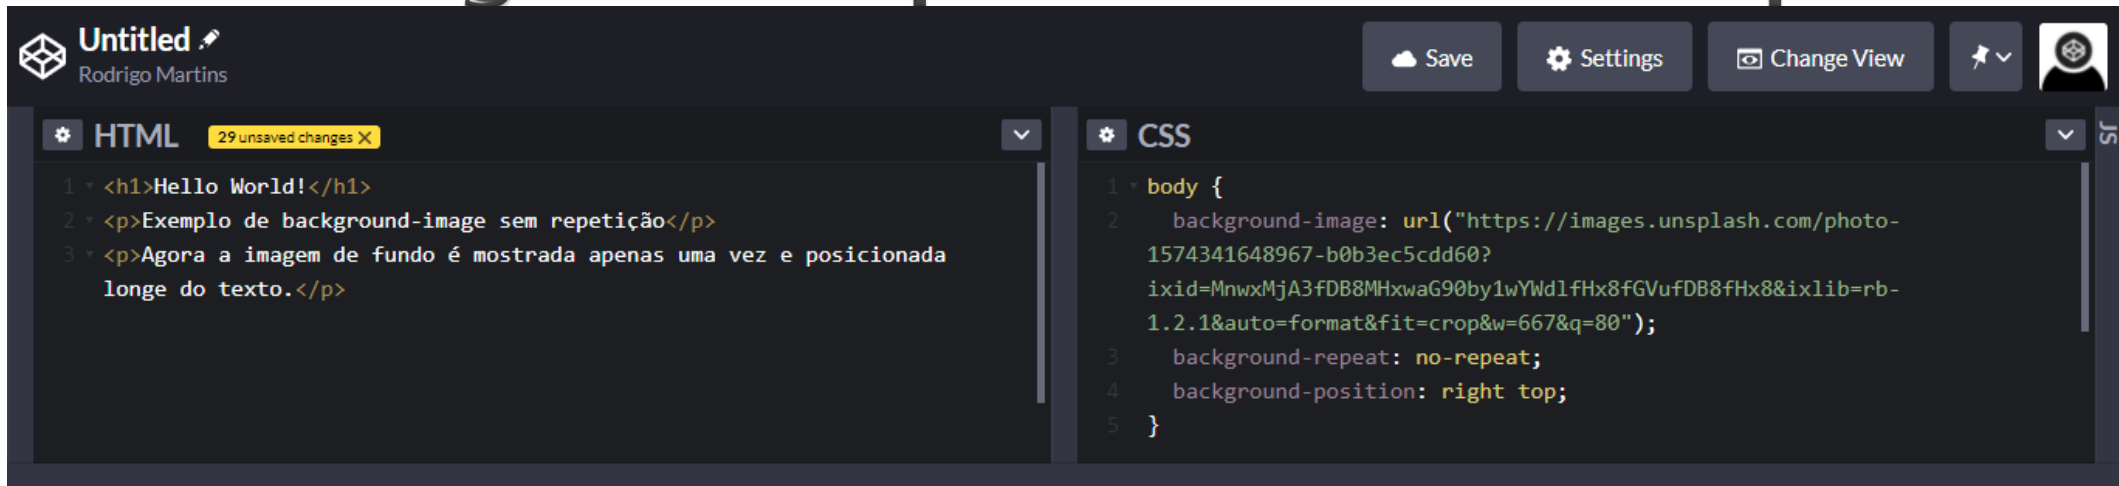 Untitled
Rodrigo Martins
Save
Settings
Change View
HTML
29 unsaved changes X
1 <h1>Hello World!</h1>
2 <p>Exemplo de background-image sem repetição</p>
3 <p>Agora a imagem de fundo é mostrada apenas uma vez e posicionada
longe do texto.</p>
CSS
1 body {
2 background-image: url("https://images.unsplash.com/photo-
1574341648967-b0b3ec5cdd60?
ixid=MnwxMjA3fDB8MHxwaG90by1wYWdlfHx8fGVufDB8fHx8&ixlib=rb-
1.2.1&auto=format&fit=crop&w=667&q=80");
3 background-repeat: no-repeat;
4 background-position: right top;
5 }
JS